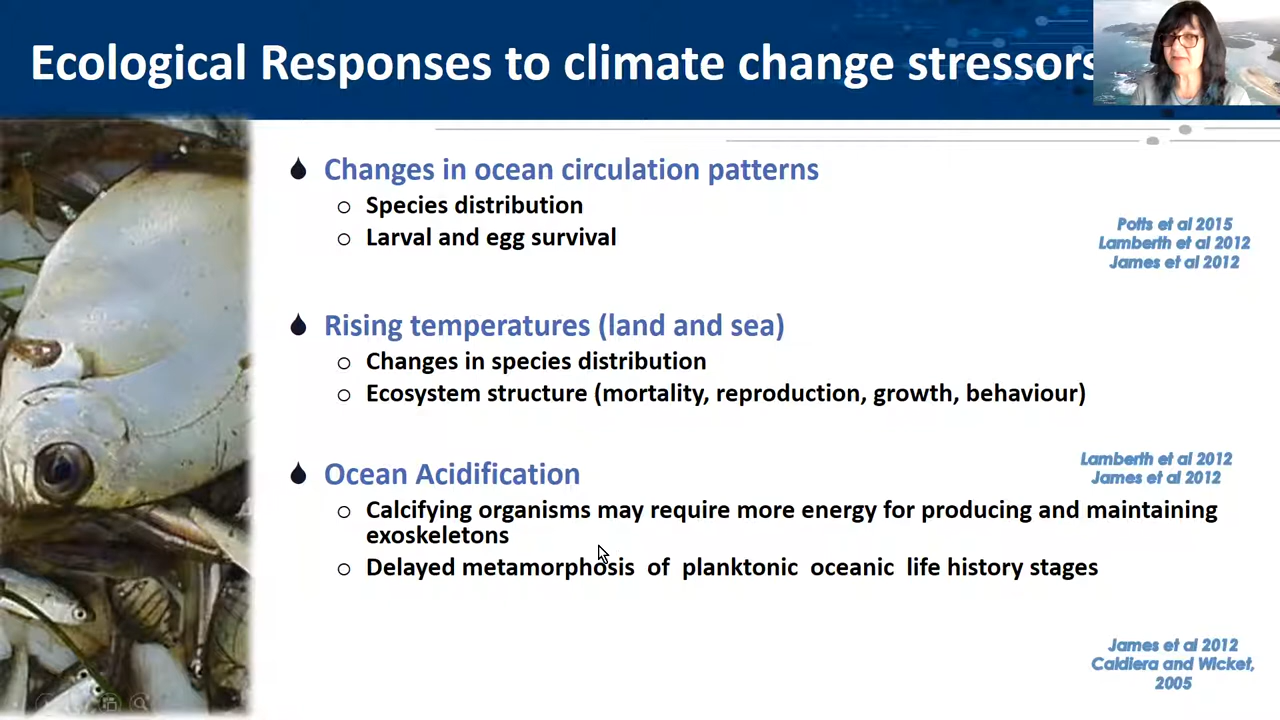 Ecological Responses to climate change stressors
Changes in ocean circulation patterns
Species distribution
Larval and egg survival
Potts et al 2015
Lamberth et al 2012
James et al 2012
Rising temperatures (land and sea)
Changes in species distribution
Ecosystem structure (mortality, reproduction, growth, behaviour)
Lamberth et al 2012
James et al 2012
Ocean Acidification
Calcifying organisms may require more energy for producing and maintaining
exoskeletons
Delayed metamorphosis of planktonic oceanic life history stages
James et al 2012
Caldiera and Wicket,
2005